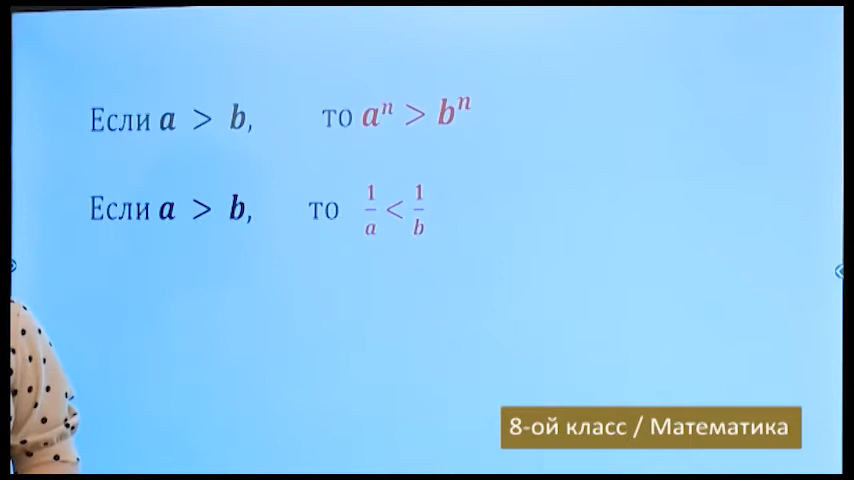 Если a > b, то aⁿ > bⁿ
Если a > b, то 1/a < 1/b
8-ой класс / Математика